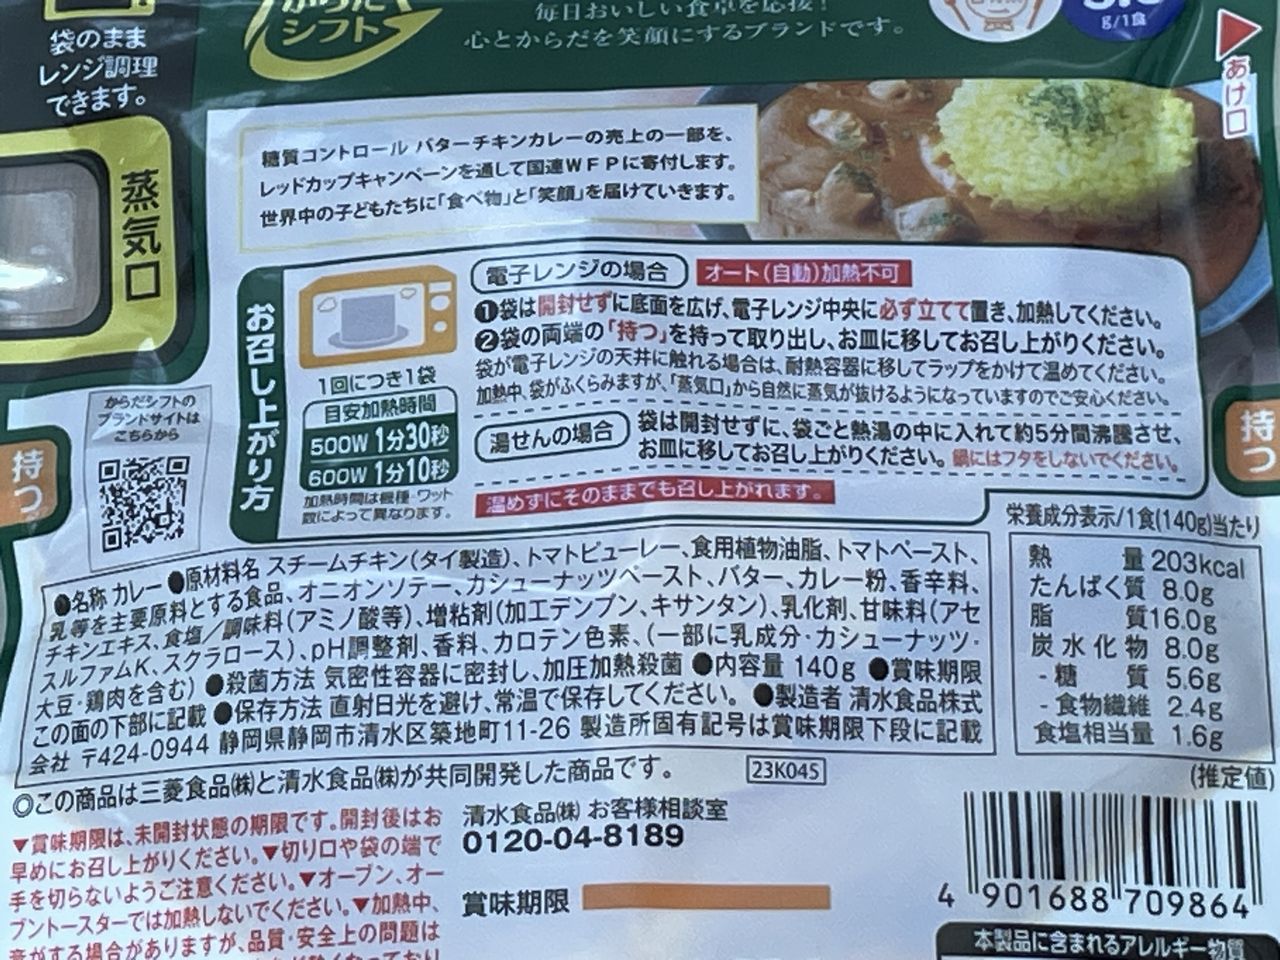 袋のまま
レンジ調理
できます。
シフト
毎日おいしい食卓を応援!
心とからだを笑顔にするブランドです。
g/1食
あけ口
蒸気口
糖質コントロール バターチキンカレーの売上の一部を、
レッドカップキャンペーンを通して国連WFPに寄付します。
世界中の子どもたちに「食べ物」と「笑顔」を届けていきます。
お召し上がり方
1回につき1袋
目安加熱時間
500W 1分30秒
600W 1分10秒
加熱時間は機種・ワット
数によって異なります。
電子レンジの場合 オート(自動)加熱不可
❶袋は開封せずに底面を広げ、電子レンジ中央に必ず立てて置き、加熱してください。
❷袋の両端の「持つ」を持って取り出し、お皿に移してお召し上がりください。
袋が電子レンジの天井に触れる場合は、耐熱容器に移してラップをかけて温めてください。
加熱中、袋がふくらみますが、「蒸気口」から自然に蒸気が抜けるようになっていますのでご安心ください。
湯せんの場合 袋は開封せずに、袋ごと熱湯の中に入れて約5分間沸騰させ、
お皿に移してお召し上がりください。鍋にはフタをしないでください。
温めずにそのままでも召し上がれます。
からだシフトの
ブランドサイトは
こちらから
持つ
持つ
●名称 カレー ●原材料名 スチームチキン(タイ製造)、トマトピューレー、食用植物油脂、トマトペースト、
乳等を主要原料とする食品、オニオンソテー、カシューナッツペースト、バター、カレー粉、香辛料、
チキンエキス、食塩/調味料(アミノ酸等)、増粘剤(加工デンプン、キサンタン)、乳化剤、甘味料(アセ
スルファムK、スクラロース)、pH調整剤、香料、カロテン色素、(一部に乳成分・カシューナッツ・
大豆・鶏肉を含む) ●殺菌方法 気密性容器に密封し、加圧加熱殺菌 ●内容量 140g ●賞味期限
この面の下部に記載 ●保存方法 直射日光を避け、常温で保存してください。 ●製造者 清水食品株式
会社 〒424-0944 静岡県静岡市清水区築地町11-26 製造所固有記号は賞味期限下段に記載
栄養成分表示/1食(140g)当たり
熱量 203kcal
たんぱく質 8.0g
脂質 16.0g
炭水化物 8.0g
-糖質 5.6g
-食物繊維 2.4g
食塩相当量 1.6g
(推定値)
◎この商品は三菱食品㈱と清水食品㈱が共同開発した商品です。
23K045
▼賞味期限は、未開封状態の期限です。開封後はお
早めにお召し上がりください。▼切り口や袋の端で
手を切らないようご注意ください。▼オーブン、オー
ブントースターでは加熱しないでください。▼加熱中、
音がする場合がありますが、品質・安全上の問題は
清水食品㈱ お客様相談室
0120-04-8189
賞味期限
4 901688 709864
本製品に含まれるアレルギー物質